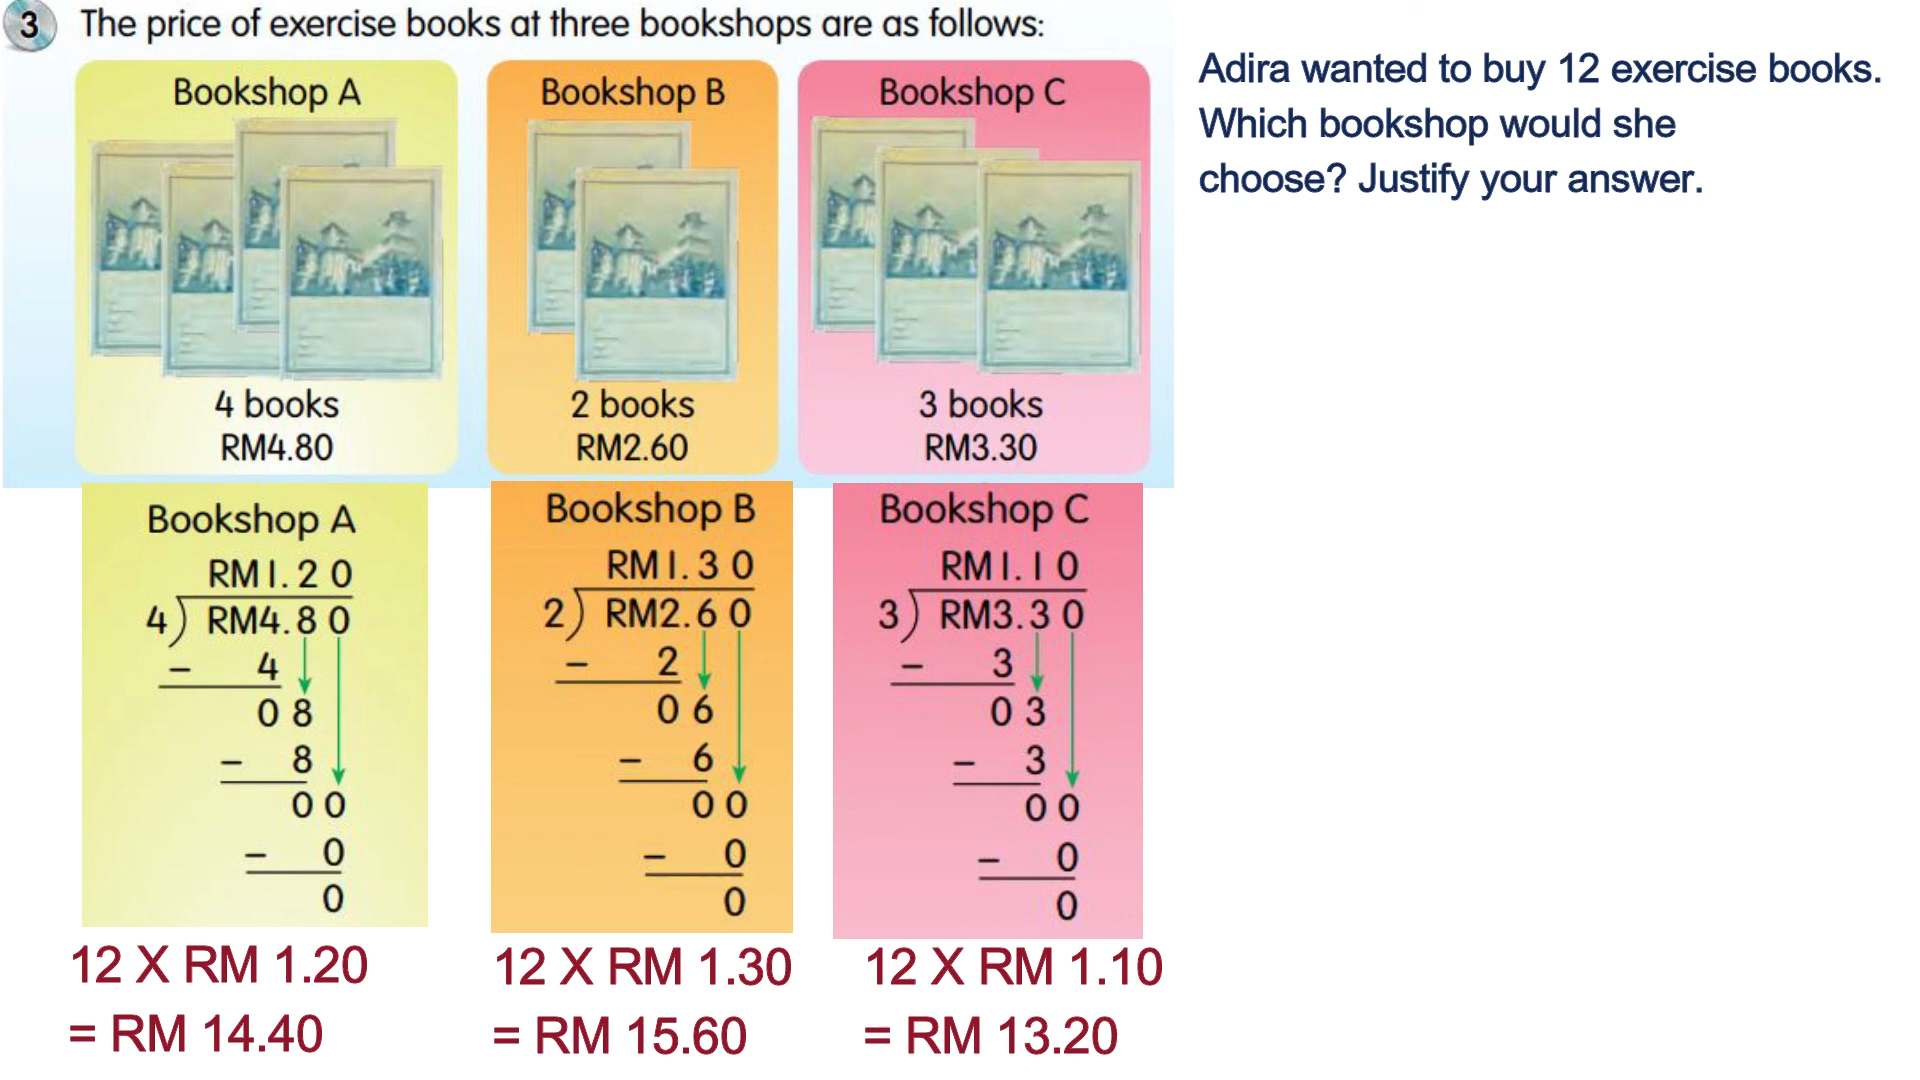 3 The price of exercise books at three bookshops are as follows:
Bookshop A
4 books
RM4.80
Bookshop B
2 books
RM2.60
Bookshop C
3 books
RM3.30
Adira wanted to buy 12 exercise books.
Which bookshop would she
choose? Justify your answer.
Bookshop A
RM1.20
4) RM4.80
- 4
08
- 8
00
- 0
0
12 X RM 1.20
= RM 14.40
Bookshop B
RM1.30
2) RM2.60
- 2
06
- 6
00
- 0
0
12 X RM 1.30
= RM 15.60
Bookshop C
RM1.10
3) RM3.30
- 3
03
- 3
00
- 0
0
12 X RM 1.10
= RM 13.20